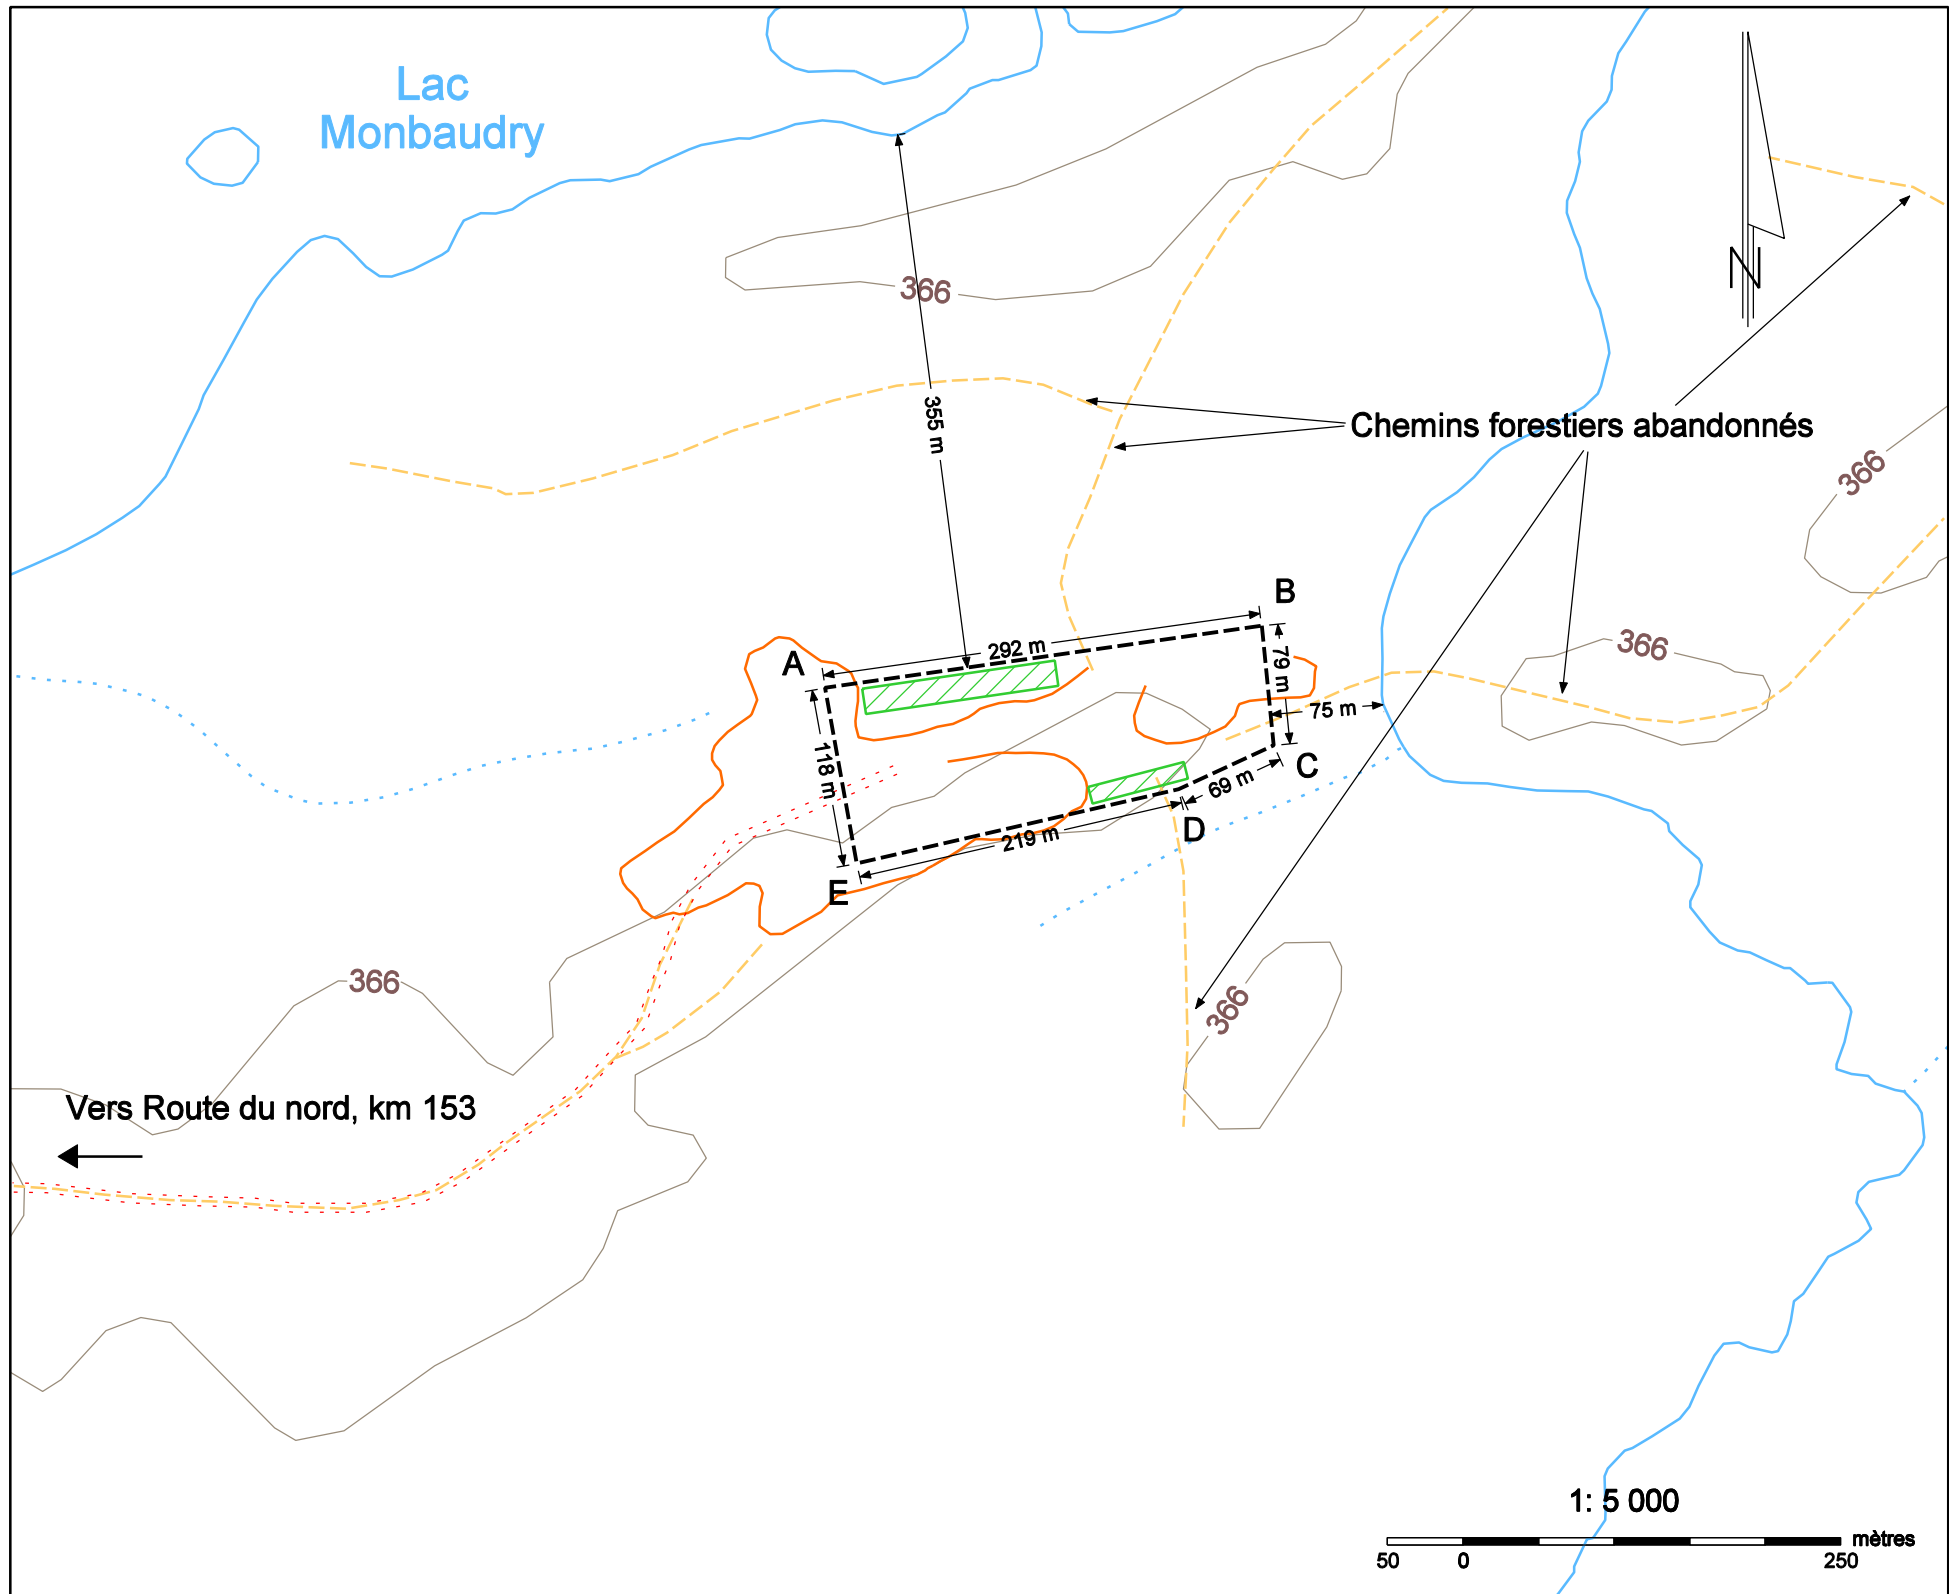 Lac
Monbaudry
366
N
355 m
Chemins forestiers abandonnés
366
B
292 m
A
79 m
366
75 m
118 m
C
69 m
D
219 m
E
366
366
Vers Route du nord, km 153
1: 5 000
mètres
50 0 250